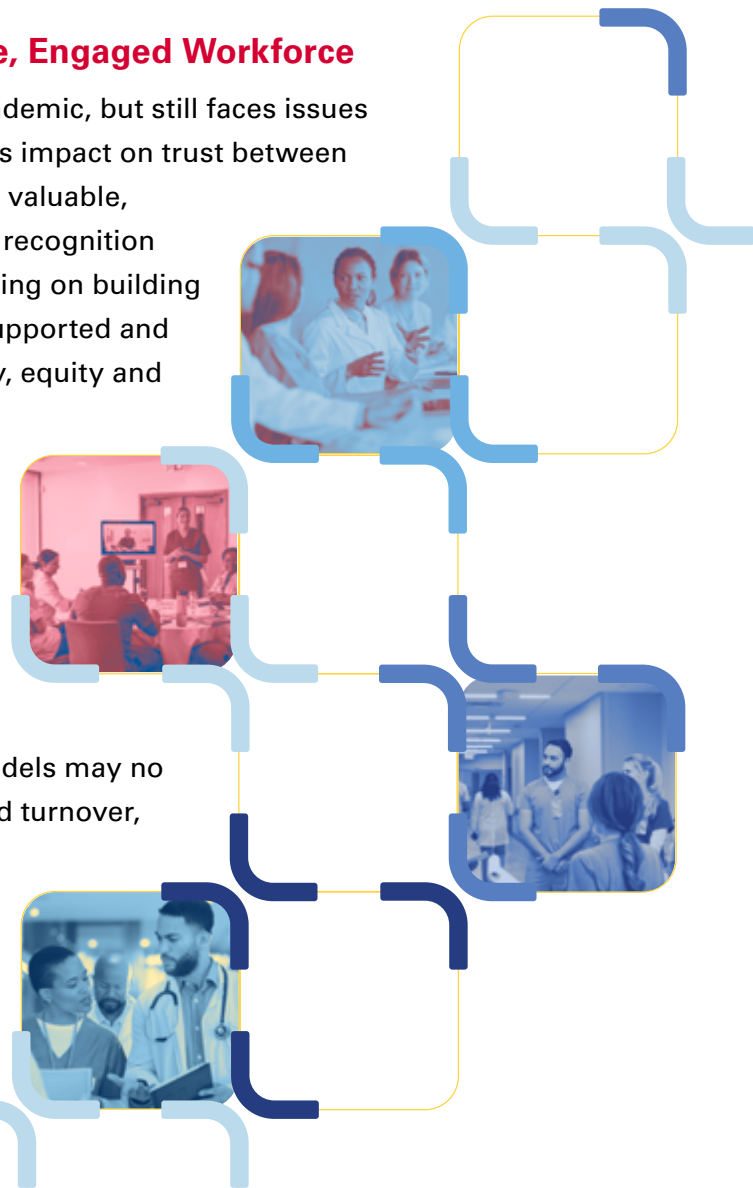 e, Engaged Workforce
ndemic, but still faces issues
s impact on trust between
valuable,
recognition
ing on building
upported and
y, equity and
dels may no
d turnover,